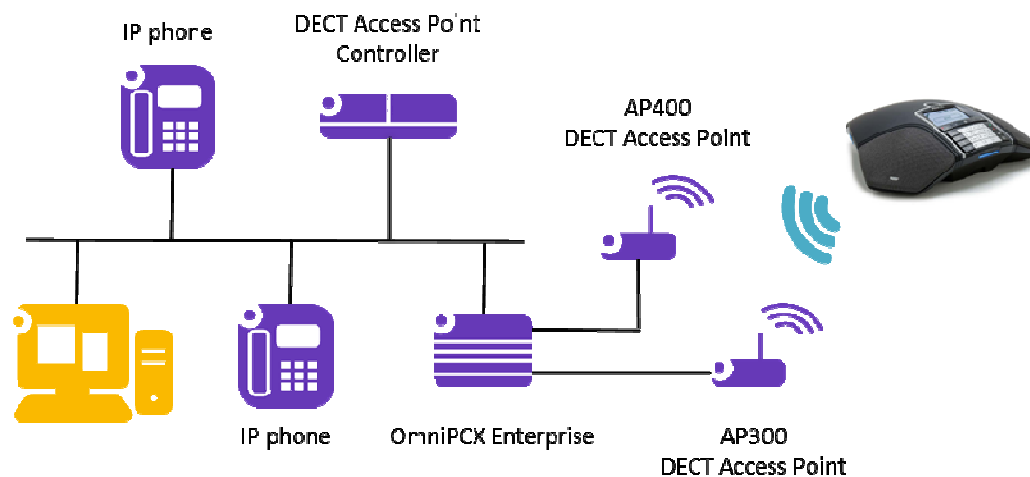 IP phone
DECT Access Point
Controller
AP400
DECT Access Point
IP phone
OmniPCX Enterprise
AP300
DECT Access Point